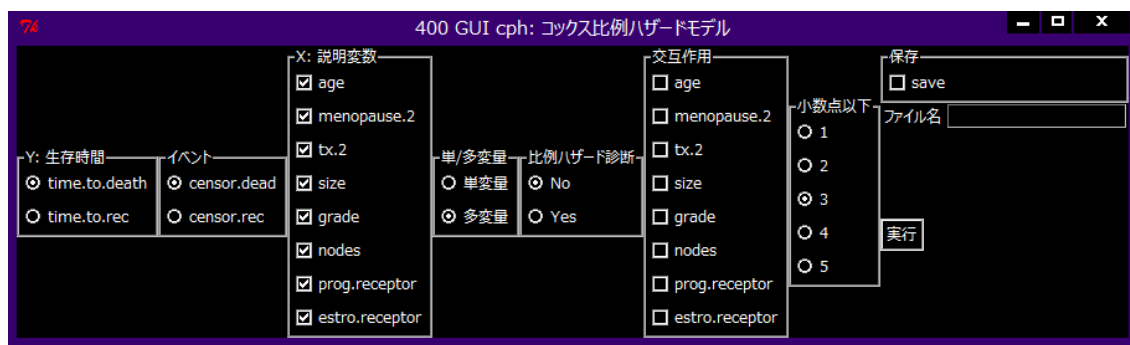 400 GUI cph: コックス比例ハザードモデル
Y: 生存時間
time.to.death
time.to.rec
イベント
censor.dead
censor.rec
X: 説明変数
age
menopause.2
tx.2
size
grade
nodes
prog.receptor
estro.receptor
単/多変量
単変量
多変量
比例ハザード診断
No
Yes
交互作用
age
menopause.2
tx.2
size
grade
nodes
prog.receptor
estro.receptor
小数点以下
1
2
3
4
5
保存
save
ファイル名
実行